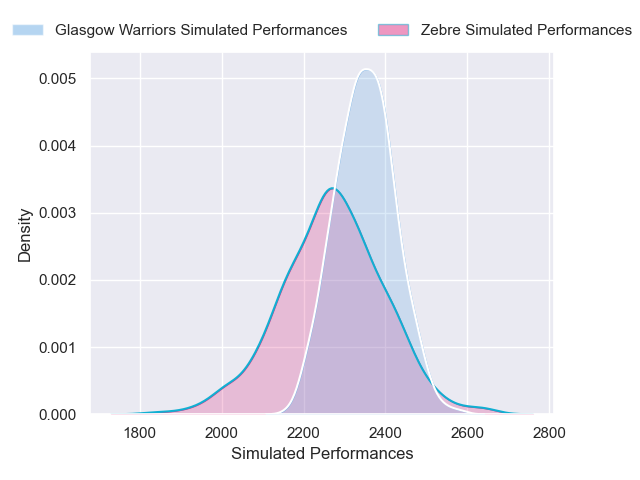 Glasgow Warriors Simulated Performances Zebre Simulated Performances
0.005
0.004
0.003
0.002
0.001
0.000
Density
1800 2000 2200 2400 2600 2800
Simulated Performances